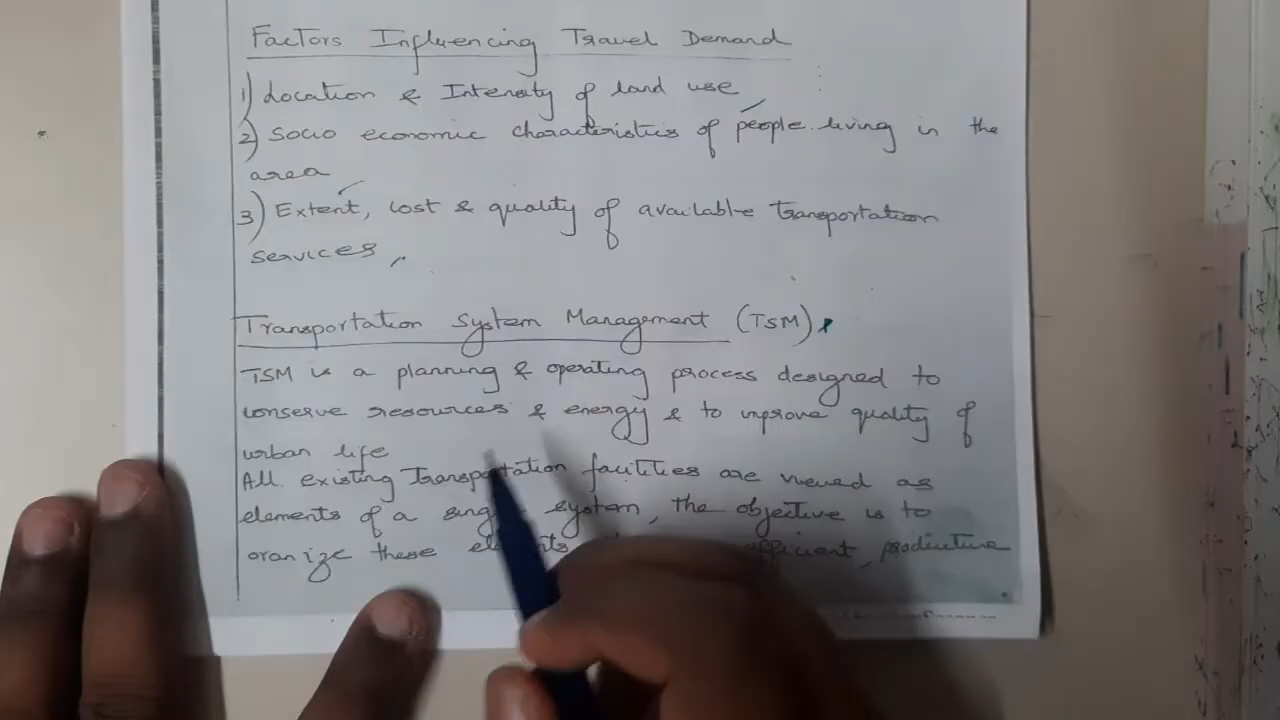 Factors Influencing Travel Demand
1) Location & Intensity of land use
2) Socio economic characteristics of people living in the
area
3) Extent, cost & quality of available transportation
services.
Transportation System Management (TSM)
TSM is a planning & operating process designed to
conserve resources & energy & to improve quality of
urban life
All existing transportation facilities are viewed as
elements of a system, the objective is to
oranize these efficient, productive